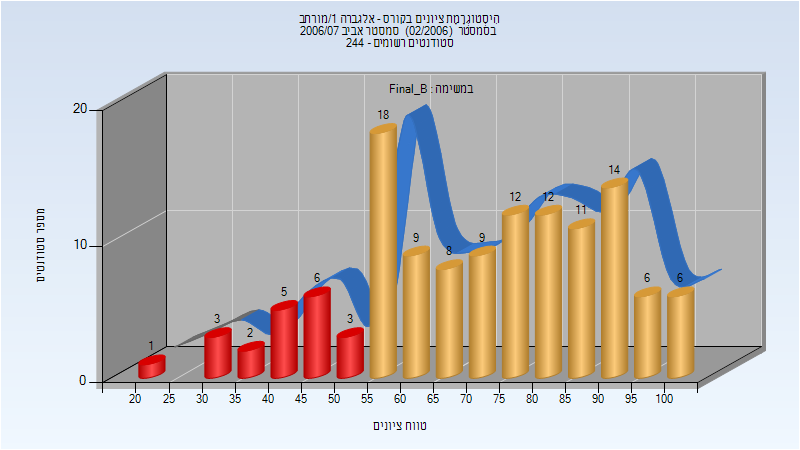 היסטוגרמת ציונים בקורס - אלגברה 1/מורחב
בסמסטר (02/2006) סמסטר אביב 2006/07
סטודנטים רשומים - 244
במשימה : Final_B
מספר סטודנטים
20
10
0
1
3
2
5
6
3
18
9
8
9
12
12
11
14
6
6
20 25 30 35 40 45 50 55 60 65 70 75 80 85 90 95 100
טווח ציונים